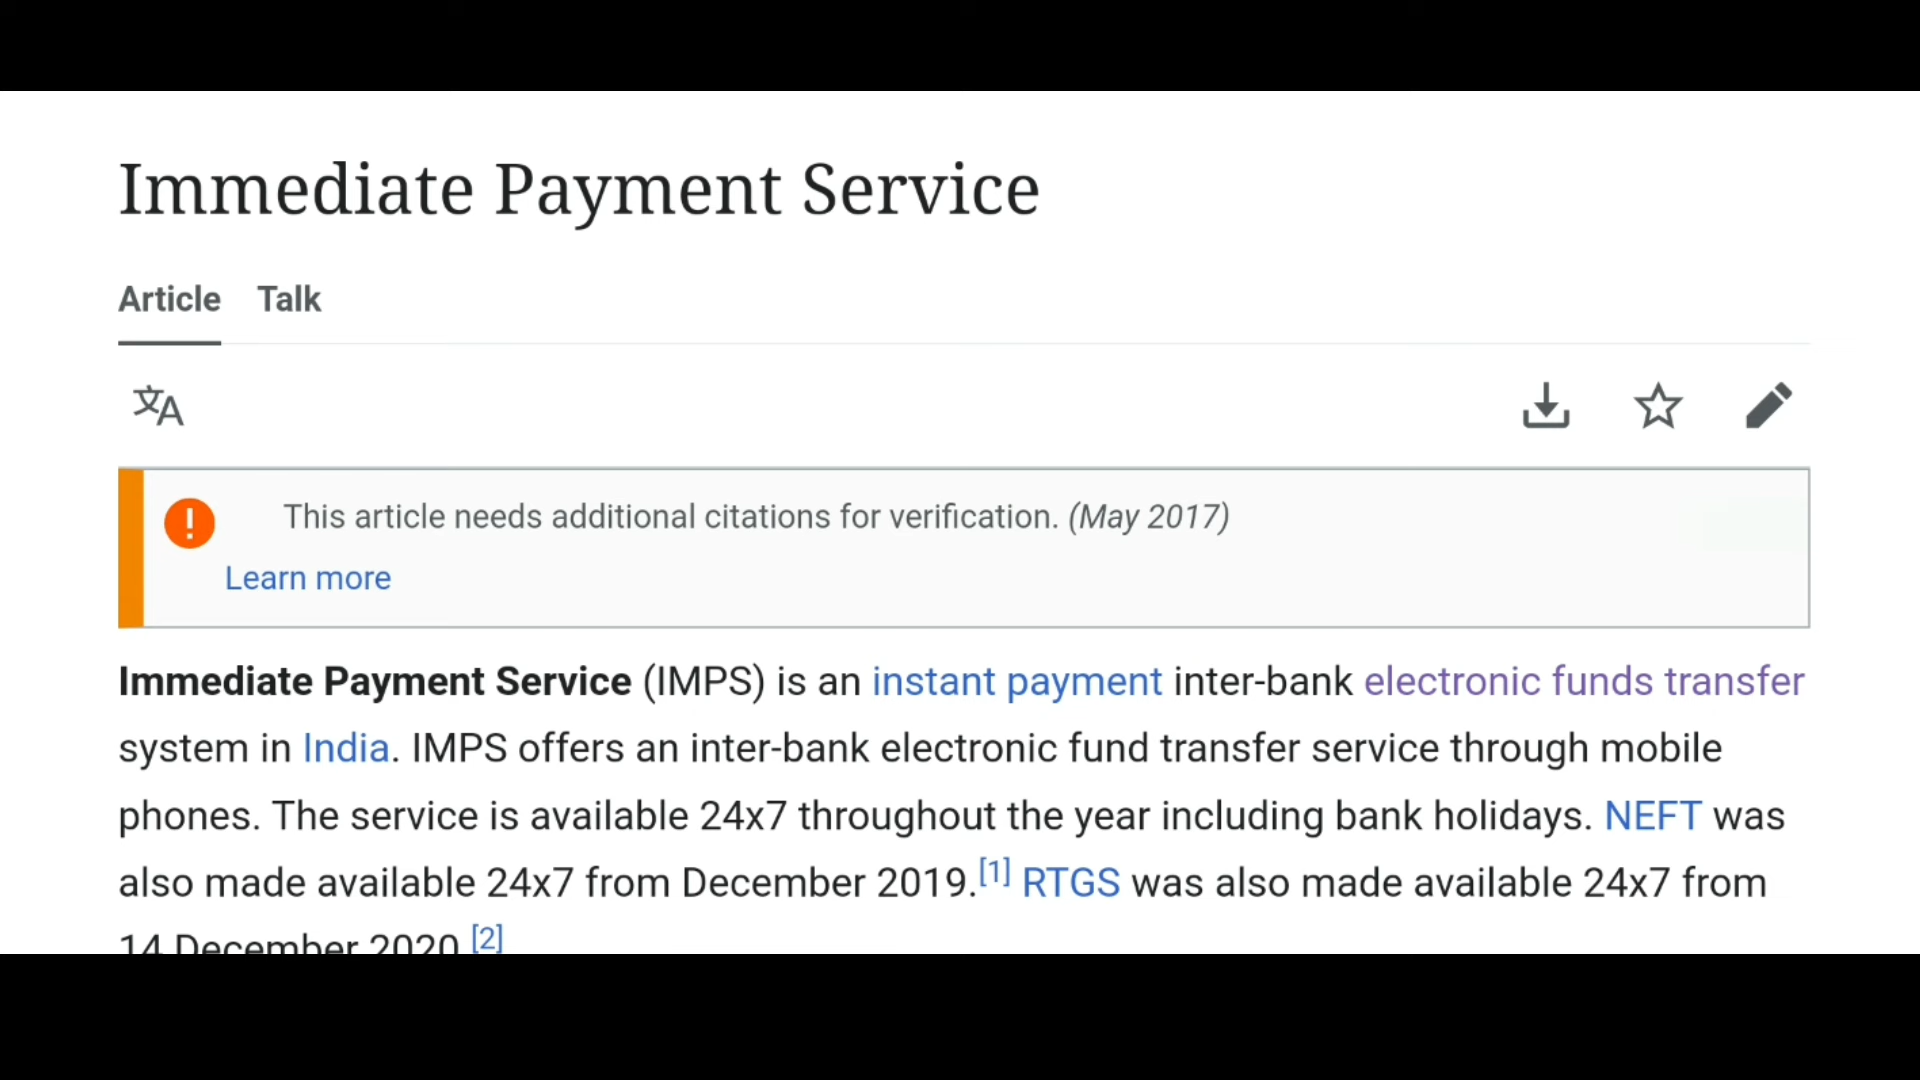 Immediate Payment Service
Article Talk
This article needs additional citations for verification. (May 2017)
Learn more
Immediate Payment Service (IMPS) is an instant payment inter-bank electronic funds transfer
system in India. IMPS offers an inter-bank electronic fund transfer service through mobile
phones. The service is available 24x7 throughout the year including bank holidays. NEFT was
also made available 24x7 from December 2019.[1] RTGS was also made available 24x7 from
14 December 2020.[2]